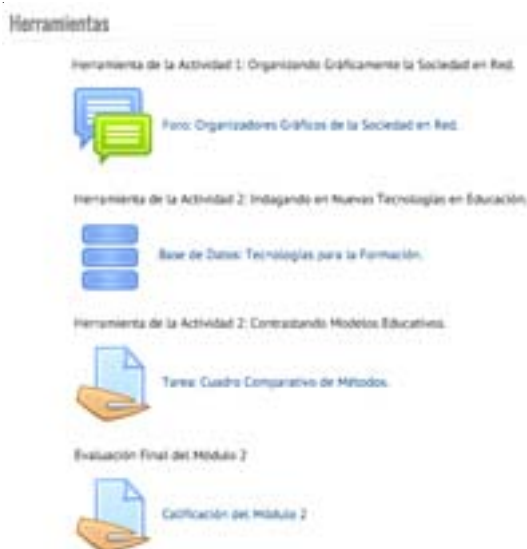 Herramientas
Herramienta de la Actividad 1: Organizando Gráficamente la Sociedad en Red.
Foro: Organizadores Gráficos de la Sociedad en Red.
Herramienta de la Actividad 2: Indagando en Nuevas Tecnologías en Educación.
Base de Datos: Tecnologías para la Formación.
Herramienta de la Actividad 2: Contrastando Modelos Educativos.
Tarea: Cuadro Comparativo de Métodos.
Evaluación Final del Módulo 2
Calificación del Módulo 2